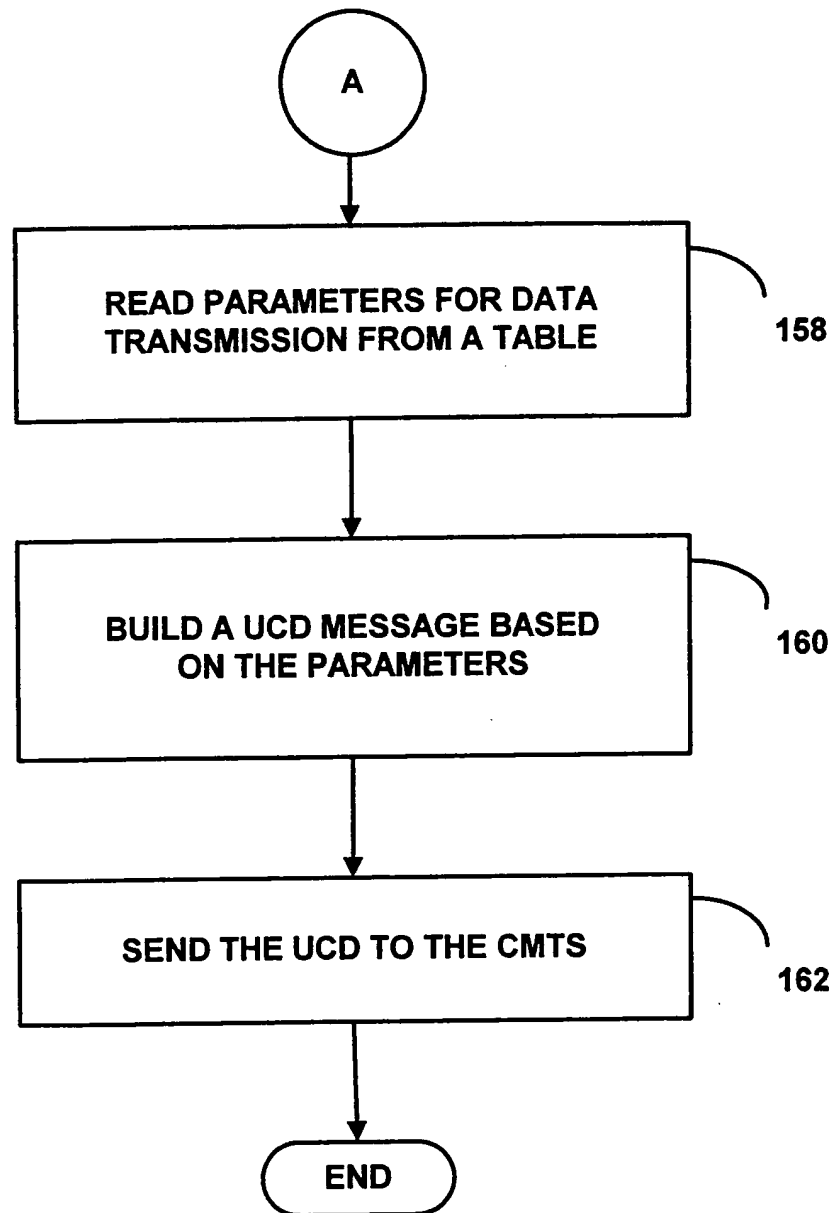 A
READ PARAMETERS FOR DATA
TRANSMISSION FROM A TABLE
158
BUILD A UCD MESSAGE BASED
ON THE PARAMETERS
160
SEND THE UCD TO THE CMTS
162
END